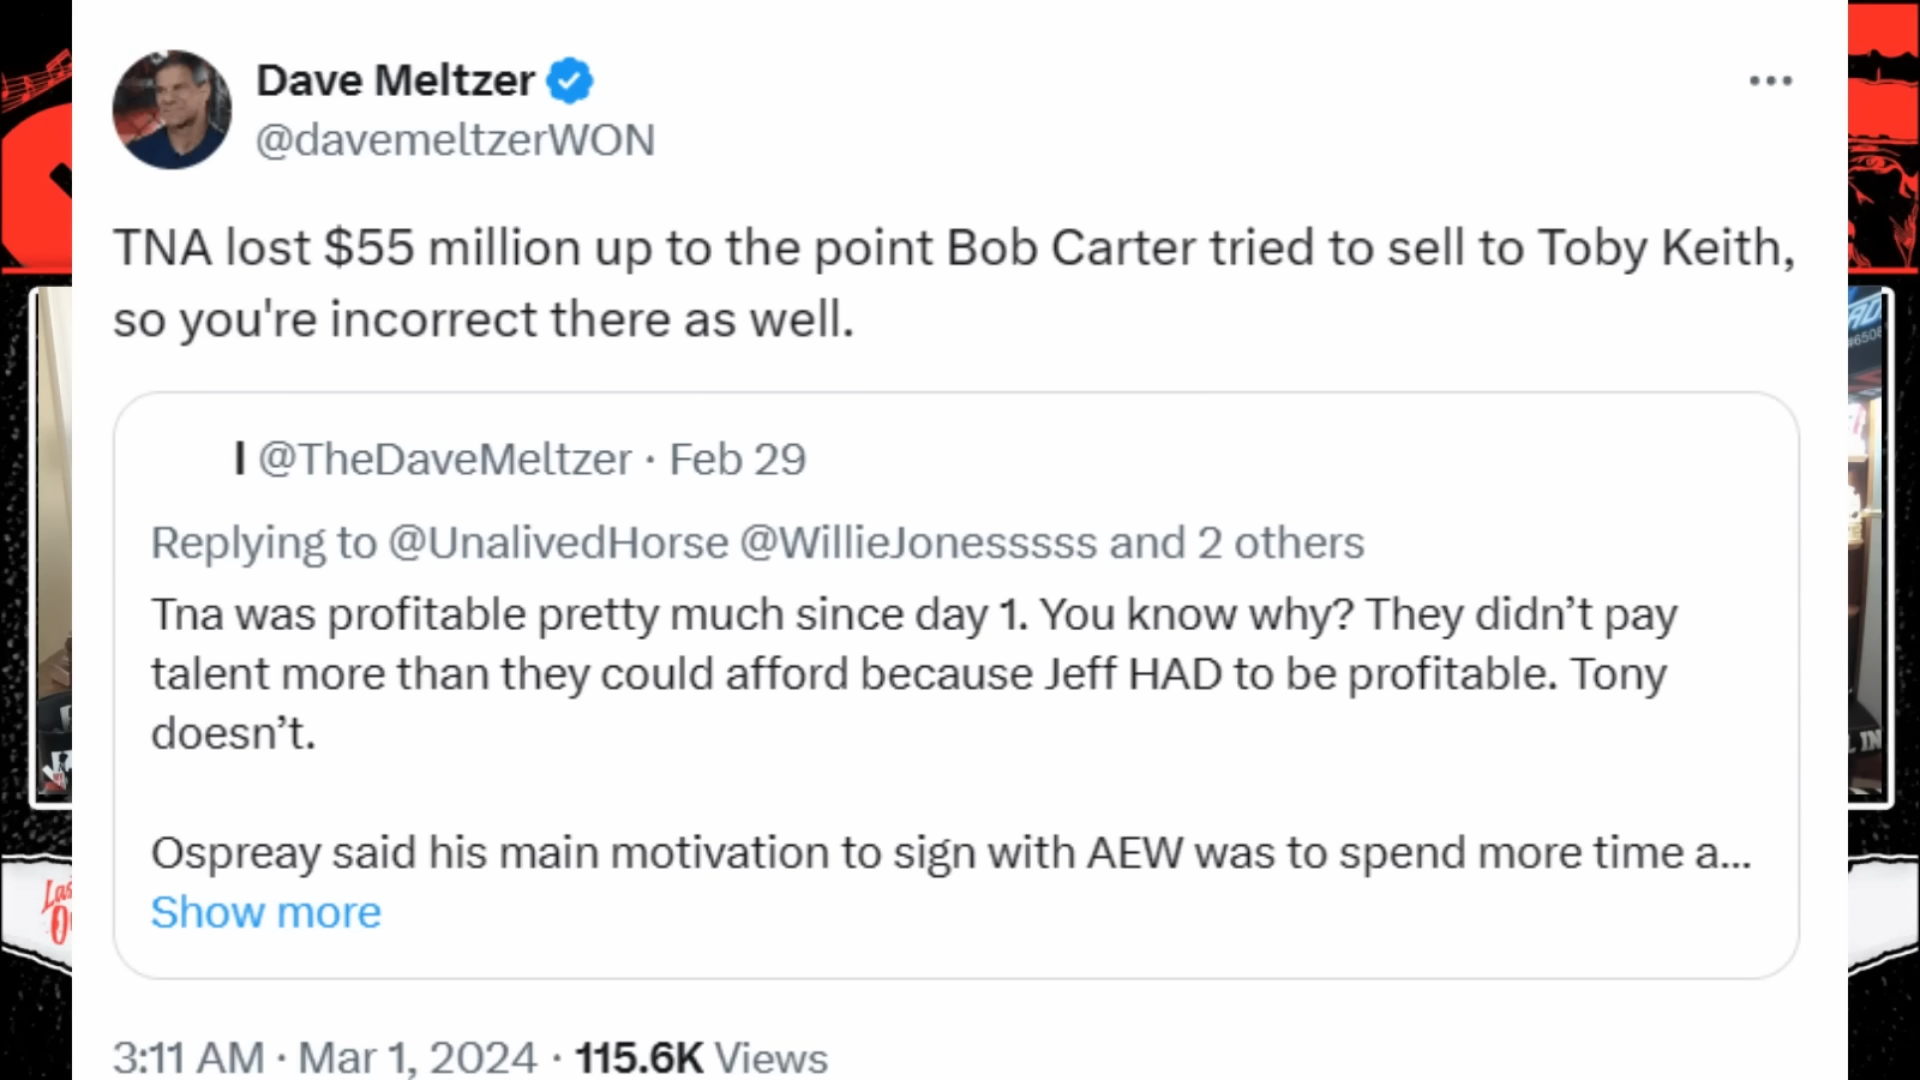 Dave Meltzer
@davemeltzerWON
TNA lost $55 million up to the point Bob Carter tried to sell to Toby Keith,
so you're incorrect there as well.
l @TheDaveMeltzer · Feb 29
Replying to @UnalivedHorse @WillieJonesssss and 2 others
Tna was profitable pretty much since day 1. You know why? They didn’t pay
talent more than they could afford because Jeff HAD to be profitable. Tony
doesn’t.
Ospreay said his main motivation to sign with AEW was to spend more time a...
Show more
3:11 AM · Mar 1, 2024 · 115.6K Views